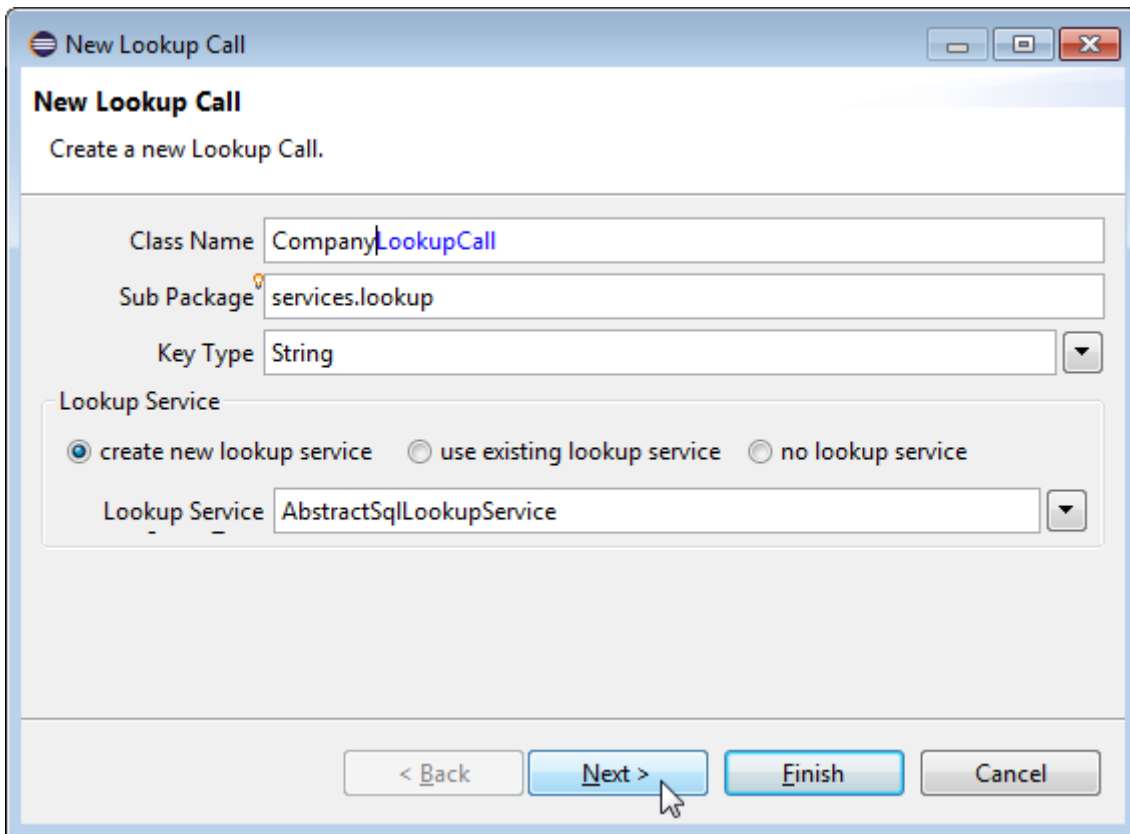 New Lookup Call
New Lookup Call
Create a new Lookup Call.
Class Name CompanyLookupCall
Sub Package services.lookup
Key Type String
Lookup Service
create new lookup service use existing lookup service no lookup service
Lookup Service AbstractSqlLookupService
< Back Next > Finish Cancel